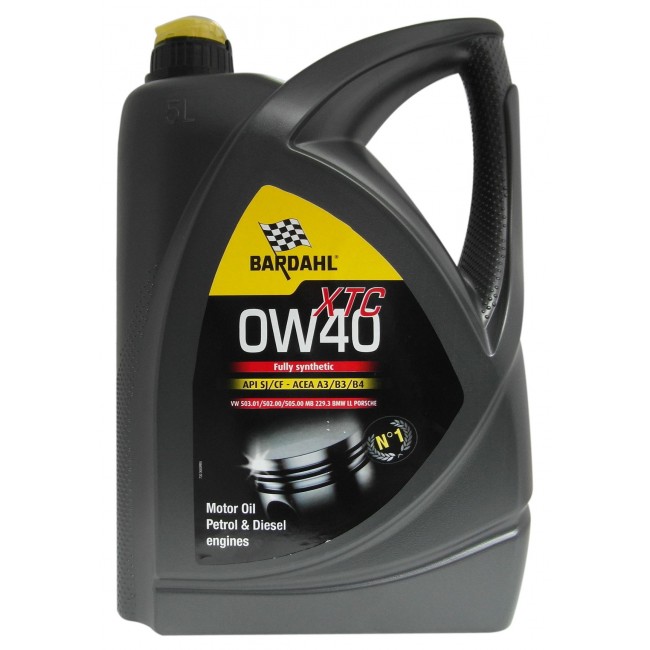 5L
BARDAHL®
XTC
0W40
Fully synthetic
API SJ/CF - ACEA A3/B3/B4
VW 503.01/502.00/505.00 MB 229.3 BMW LL PORSCHE
N°1
Motor Oil
Petrol & Diesel
engines